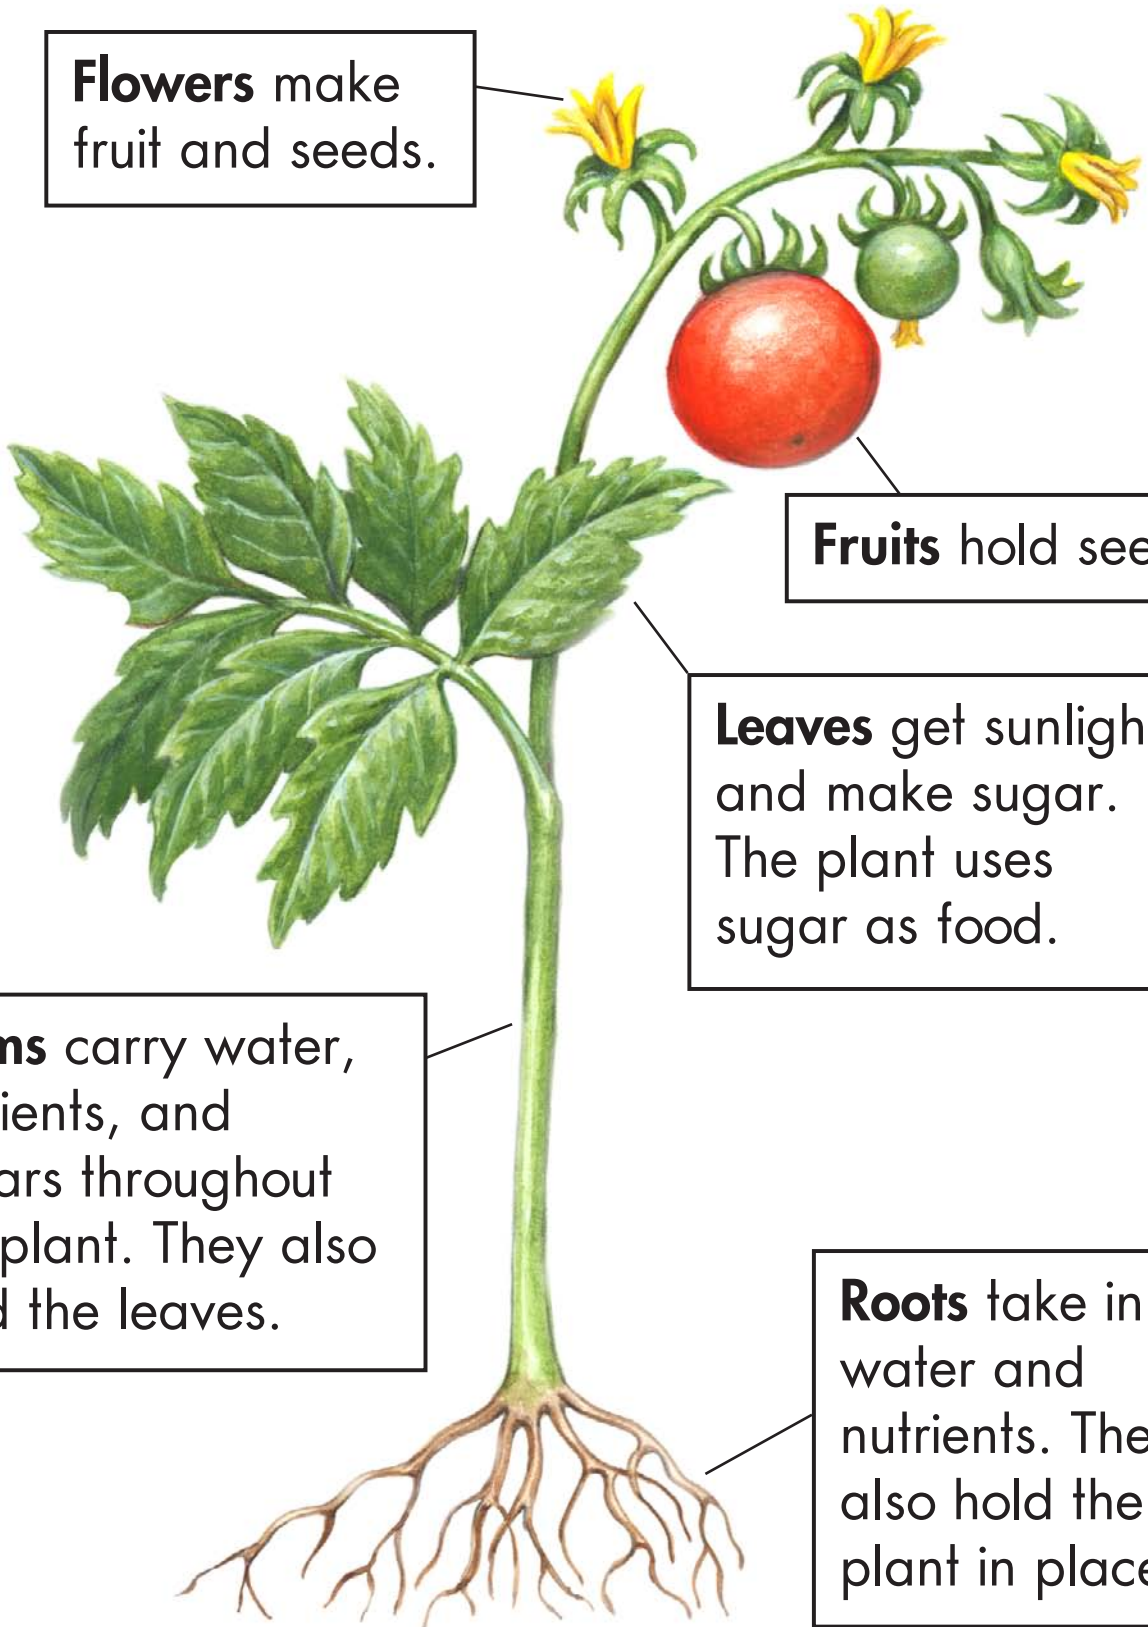 Flowers make
fruit and seeds.
Fruits hold see
Leaves get sunligh
and make sugar.
The plant uses
sugar as food.
ms carry water,
ients, and
ars throughout
plant. They also
d the leaves.
Roots take in
water and
nutrients. The
also hold the
plant in place